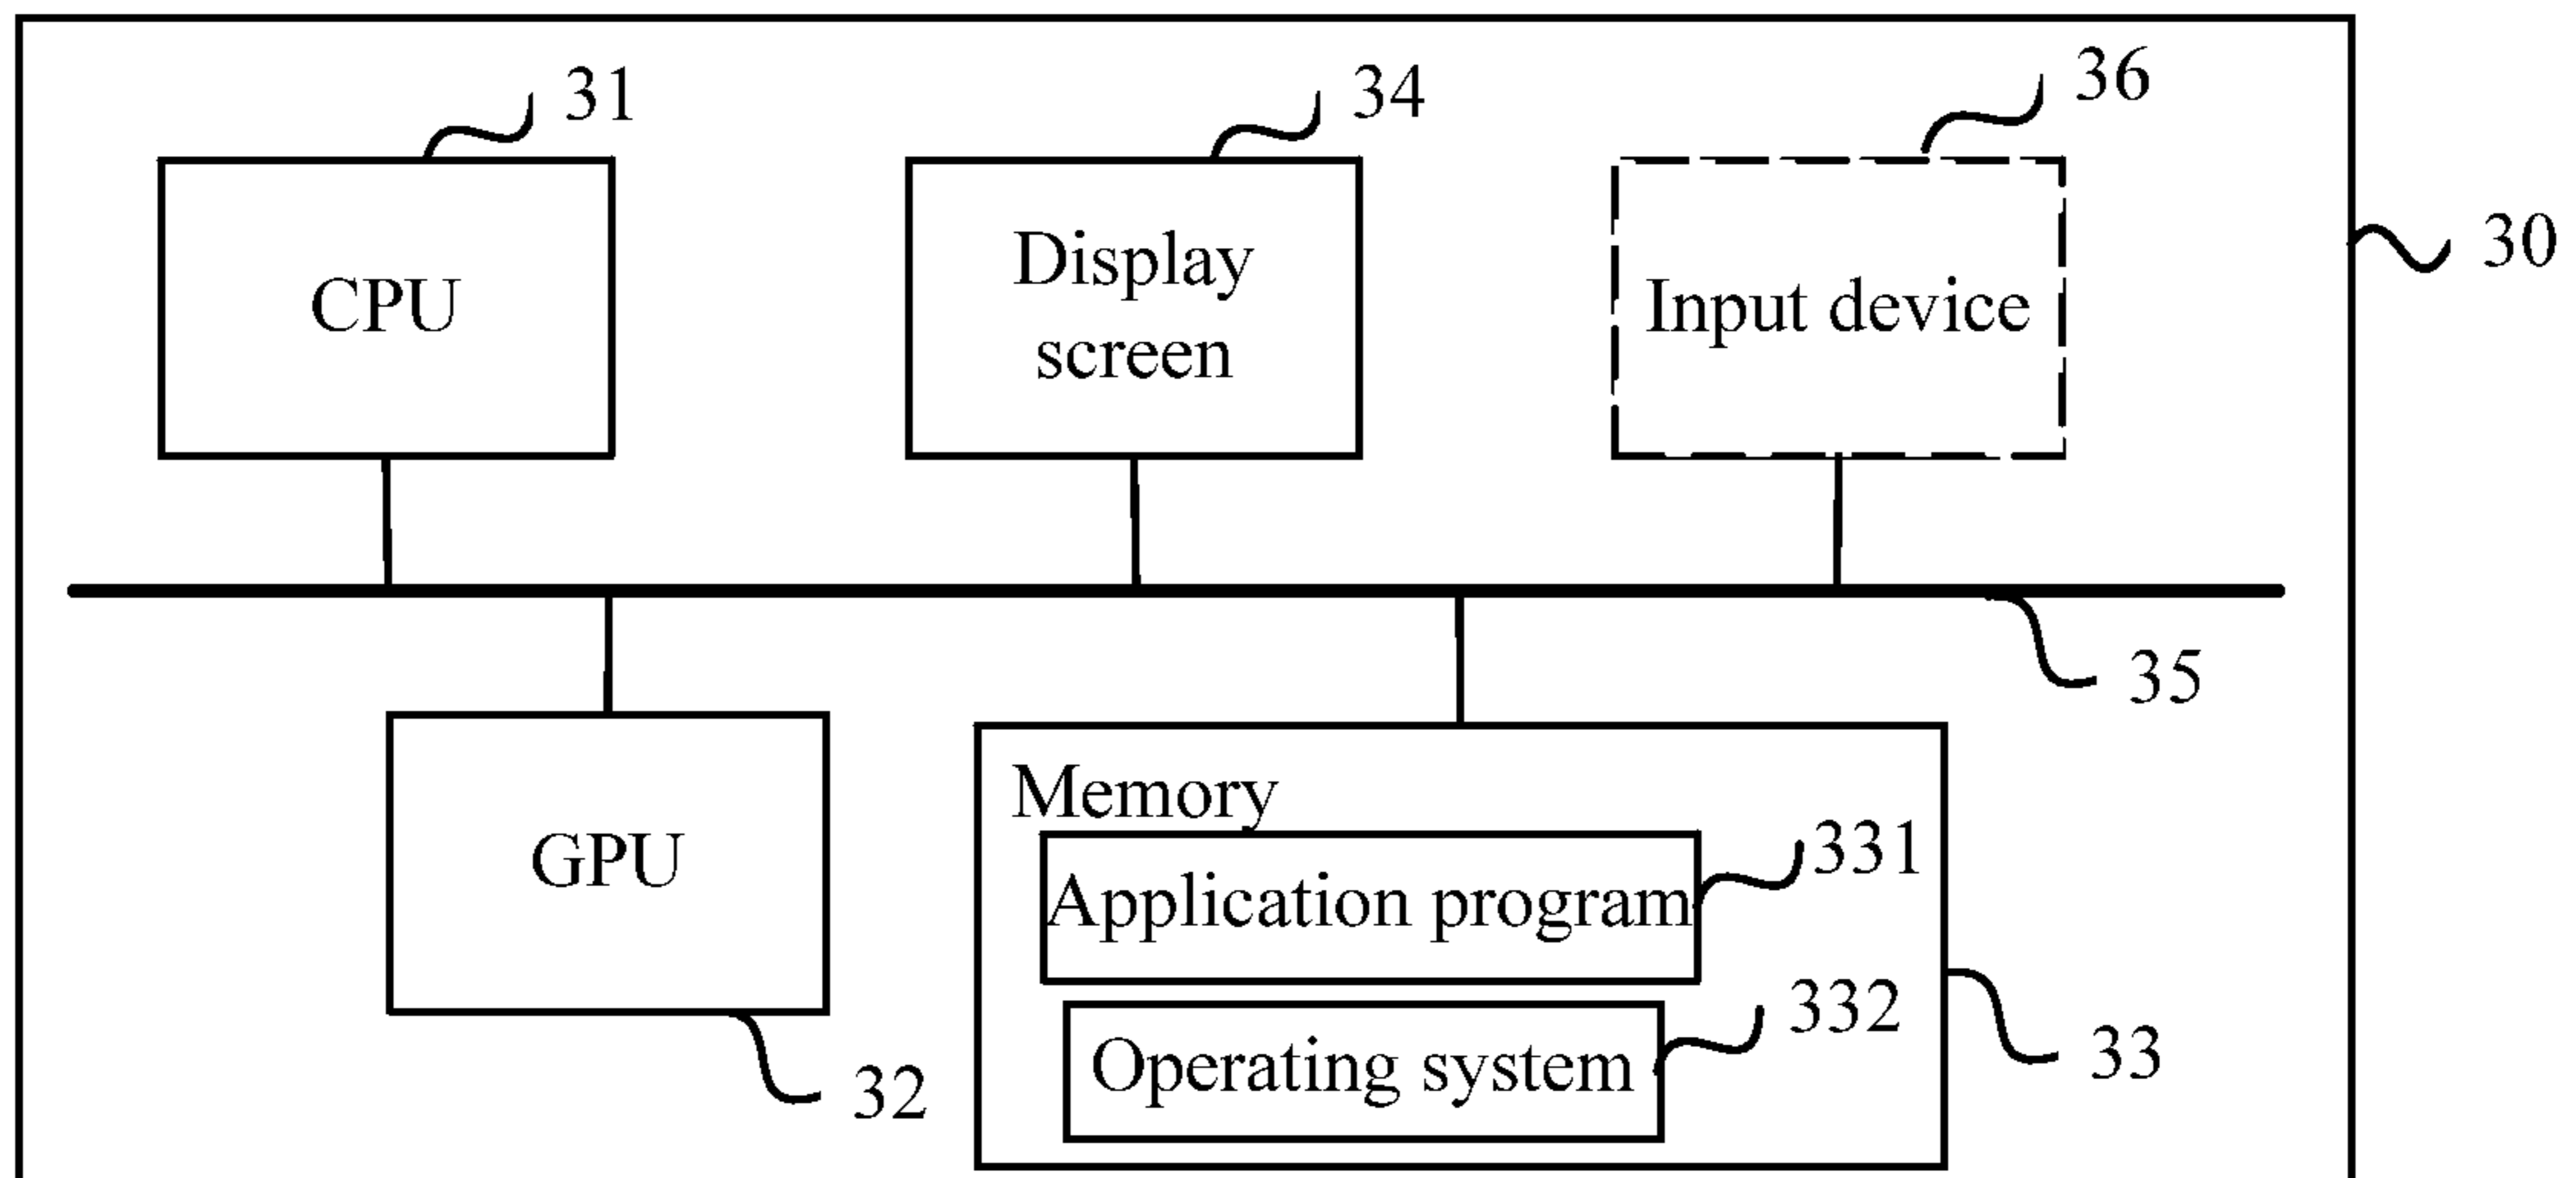 31
34
36
30
CPU
Display
screen
Input device
35
GPU
32
Memory
Application program
331
Operating system
332
33